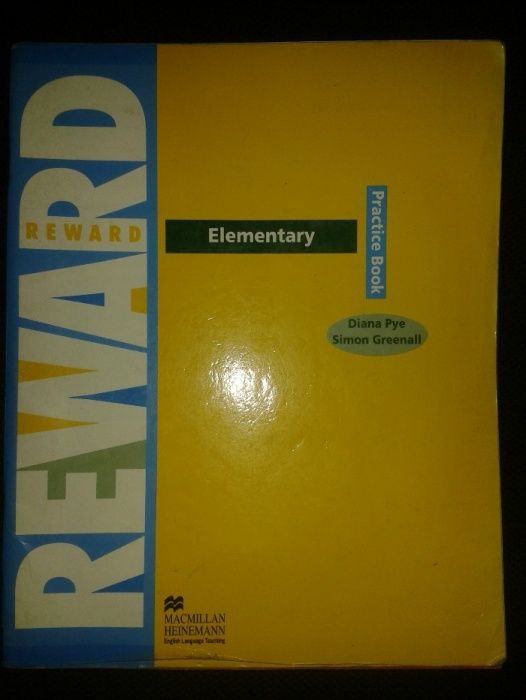 REWARD
REWARD
Elementary
Practice Book
Diana Pye
Simon Greenall
MACMILLAN
HEINEMANN
English Language Teaching